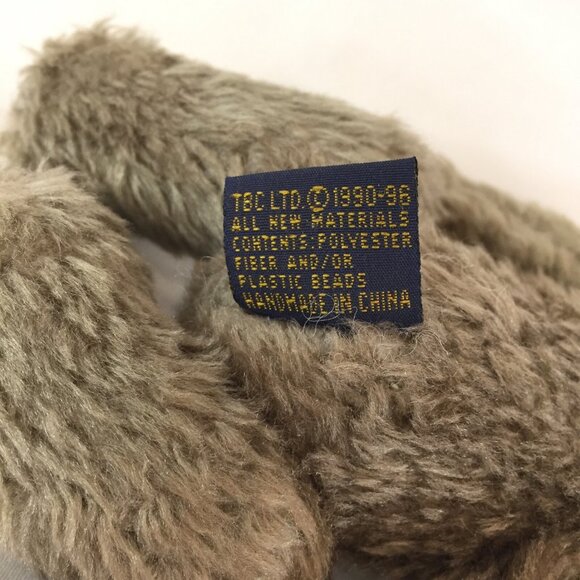 TBC LTD. © 1990-96
ALL NEW MATERIALS
CONTENTS: POLYESTER
FIBER AND/OR
PLASTIC BEADS
HANDMADE IN CHINA